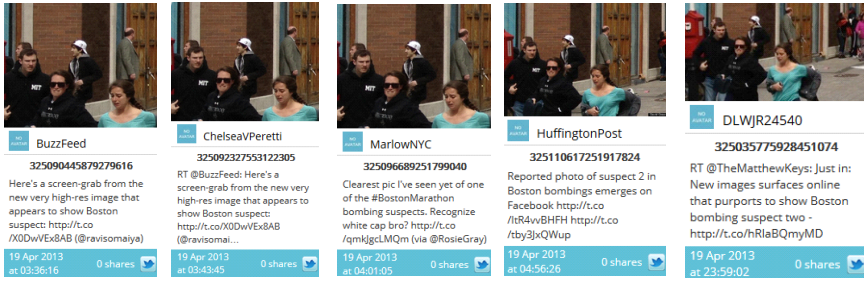 MIT
NO AVATAR
BuzzFeed
325090445879279616
Here's a screen-grab from the
new very high-res image that
appears to show Boston
suspect: http://t.co
/X0DwVEx8AB (@ravisomaiya)
19 Apr 2013
at 03:36:16
0 shares
MIT
NO AVATAR
ChelseaVPeretti
325092327553122305
RT @BuzzFeed: Here's a
screen-grab from the new very
high-res image that appears to
show Boston suspect:
http://t.co/X0DwVEx8AB
(@ravisomai...
19 Apr 2013
at 03:43:45
0 shares
MIT
NO AVATAR
MarlowNYC
325096689251799040
Clearest pic I've seen yet of one
of the #BostonMarathon
bombing suspects. Recognize
white cap bro? http://t.co
/qmkJgcLMQm (via @RosieGray)
19 Apr 2013
at 04:01:05
0 shares
MIT
NO AVATAR
HuffingtonPost
325110617251917824
Reported photo of suspect 2 in
Boston bombings emerges on
Facebook http://t.co
/ltR4vvBHFH http://t.co
/tby3JxQWup
19 Apr 2013
at 04:56:26
0 shares
MIT
NO AVATAR
DLWJR24540
325035775928451074
RT @TheMatthewKeys: Just in:
New images surfaces online
that purports to show Boston
bombing suspect two -
http://t.co/hRlaBQmyMD
19 Apr 2013
at 23:59:02
0 shares